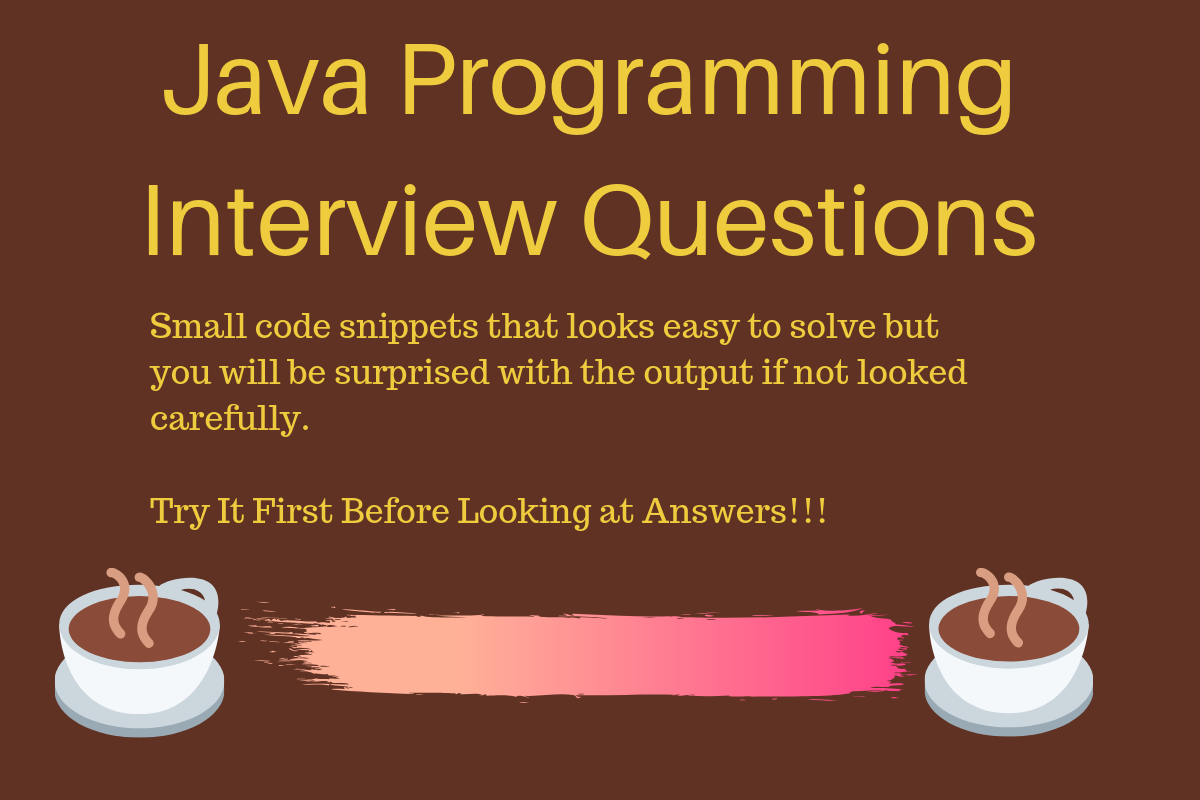 Java Programming
Interview Questions
Small code snippets that looks easy to solve but
you will be surprised with the output if not looked
carefully.
Try It First Before Looking at Answers!!!